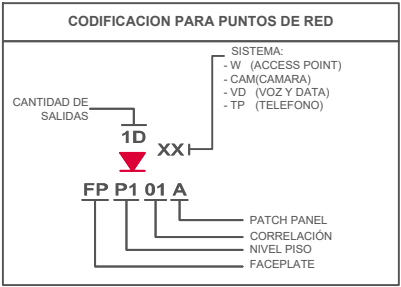 CODIFICACION PARA PUNTOS DE RED
SISTEMA:
- W (ACCESS POINT)
- CAM(CAMARA)
- VD (VOZ Y DATA)
- TP (TELEFONO)
CANTIDAD DE
SALIDAS
1D
XX
FP P1 01 A
PATCH PANEL
CORRELACIÓN
NIVEL PISO
FACEPLATE